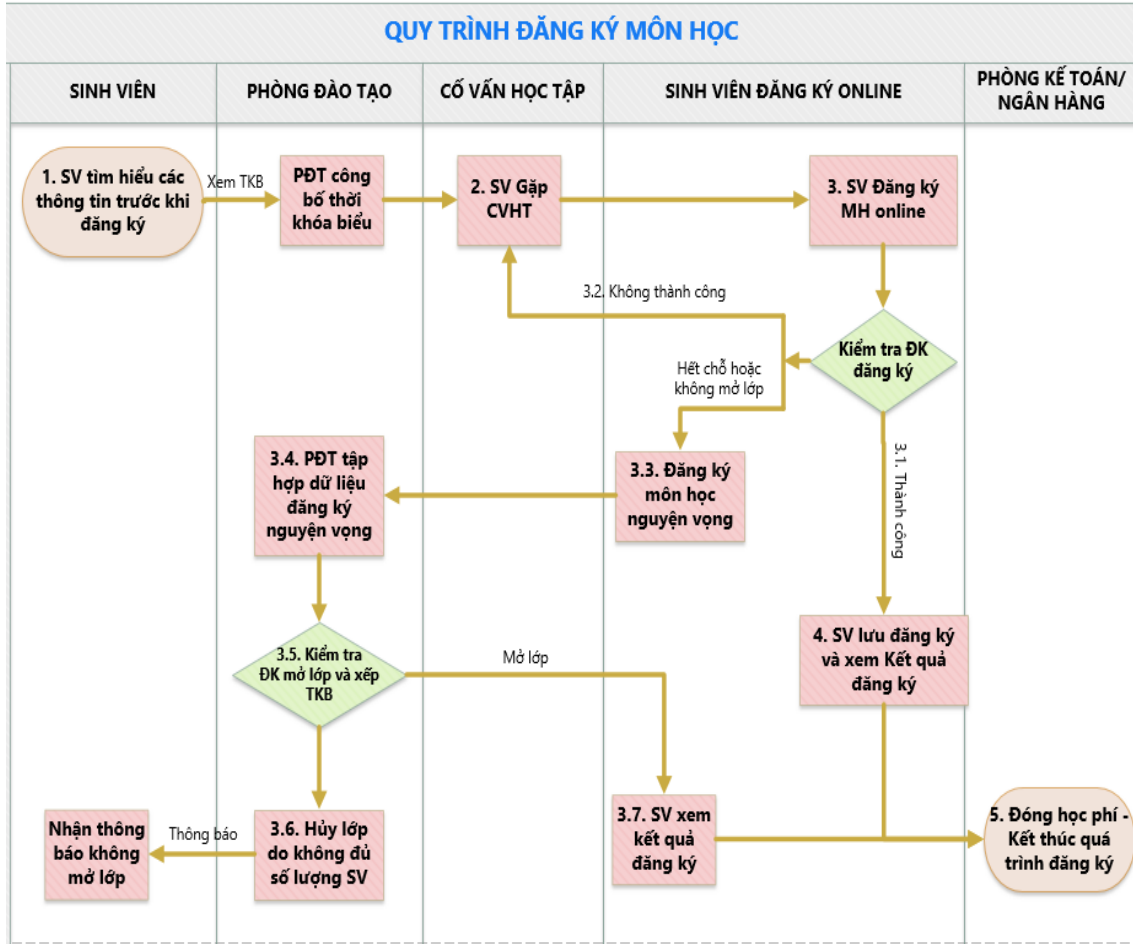 QUY TRÌNH ĐĂNG KÝ MÔN HỌC
SINH VIÊN
PHÒNG ĐÀO TẠO
CỐ VẤN HỌC TẬP
SINH VIÊN ĐĂNG KÝ ONLINE
PHÒNG KẾ TOÁN/
NGÂN HÀNG
1. SV tìm hiểu các
thông tin trước khi
đăng ký
Xem TKB
PĐT công
bố thời
khóa biểu
2. SV Gặp
CVHT
3. SV Đăng ký
MH online
3.2. Không thành công
Kiểm tra ĐK
đăng ký
Hết chỗ hoặc
không mở lớp
3.1. Thành công
3.3. Đăng ký
môn học
nguyện vọng
3.4. PĐT tập
hợp dữ liệu
đăng ký
nguyện vọng
3.5. Kiểm tra
ĐK mở lớp và xếp
TKB
Mở lớp
4. SV lưu đăng ký
và xem Kết quả
đăng ký
Nhận thông
báo không
mở lớp
Thông báo
3.6. Hủy lớp
do không đủ
số lượng SV
3.7. SV xem
kết quả
đăng ký
5. Đóng học phí -
Kết thúc quá
trình đăng ký